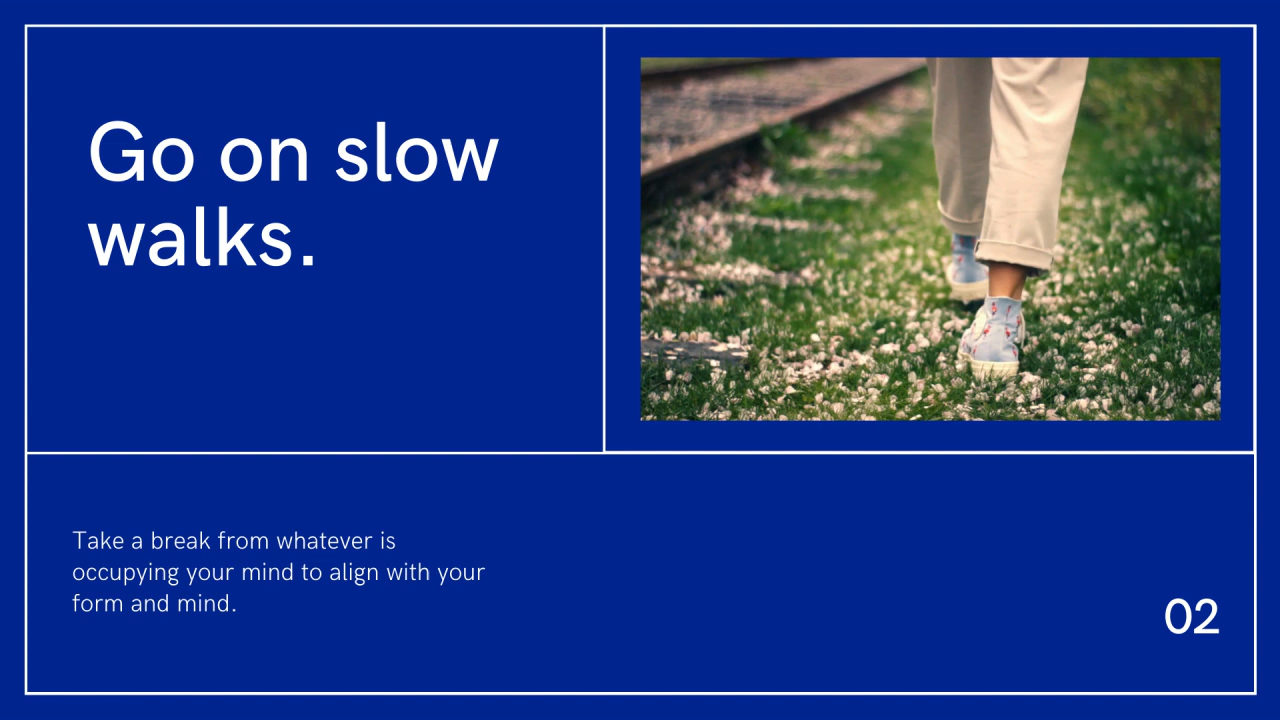 Go on slow
walks.
Take a break from whatever is
occupying your mind to align with your
form and mind.
02